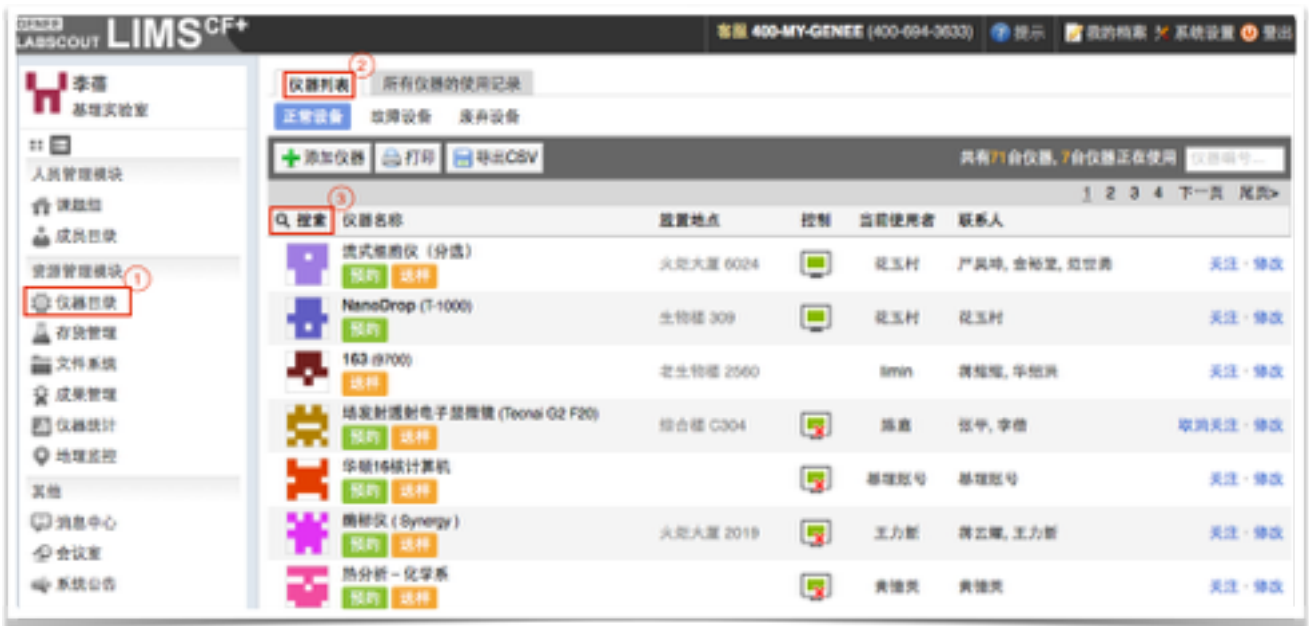 GENEE
LABSCOUT LIMS CF+
客服 400-MY-GENEE (400-694-3633) 提示 我的档案 系统设置 登出
李蓓
基理实验室
人员管理模块
课题组
成员目录
资源管理模块
① 仪器目录
存货管理
文件系统
成果管理
仪器统计
地理监控
其他
消息中心
会议室
系统公告
② 仪器列表 所有仪器的使用记录
正常设备 故障设备 废弃设备
添加仪器 打印 导出CSV 共有71台仪器, 7台仪器正在使用 仪器编号...
1 2 3 4 下一页 尾页>
③ 搜索 仪器名称 放置地点 控制 当前使用者 联系人
流式细胞仪（分选） 火炬大厦 6024 花玉村 关注 · 修改
预约 送样
NanoDrop (T-1000) 生物楼 309 花玉村 花玉村 关注 · 修改
预约
163 (9700) 老生物楼 2560 limin 关注 · 修改
送样
场发射透射电子显微镜 (Tecnai G2 F20) 综合楼 C304 取消关注 · 修改
预约 送样
华硕16核计算机 基理账号 基理账号 关注 · 修改
预约 送样
酶标仪 ( Synergy ) 火炬大厦 2019 王力新 王力新 关注 · 修改
预约 送样
热分析 – 化学系 关注 · 修改
预约 送样